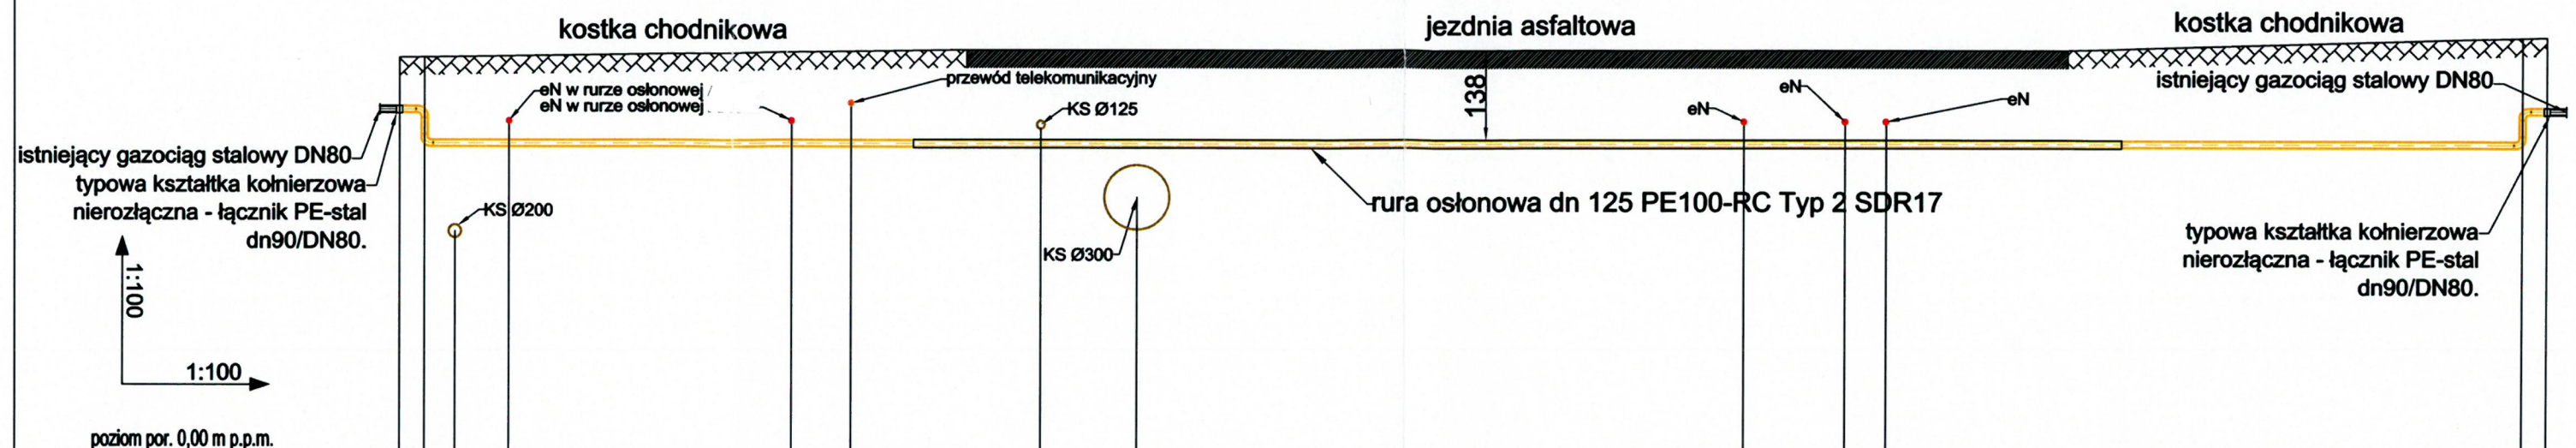 kostka chodnikowa
jezdnia asfaltowa
kostka chodnikowa
eN w rurze osłonowej
eN w rurze osłonowej
przewód telekomunikacyjny
KS Ø125
138
eN
eN
eN
istniejący gazociąg stalowy DN80
istniejący gazociąg stalowy DN80
typowa kształtka kołnierzowa
nierozłączna - łącznik PE-stal
dn90/DN80.
KS Ø200
KS Ø300
rura osłonowa dn 125 PE100-RC Typ 2 SDR17
typowa kształtka kołnierzowa
nierozłączna - łącznik PE-stal
dn90/DN80.
1:100
1:100
poziom por. 0,00 m p.p.m.